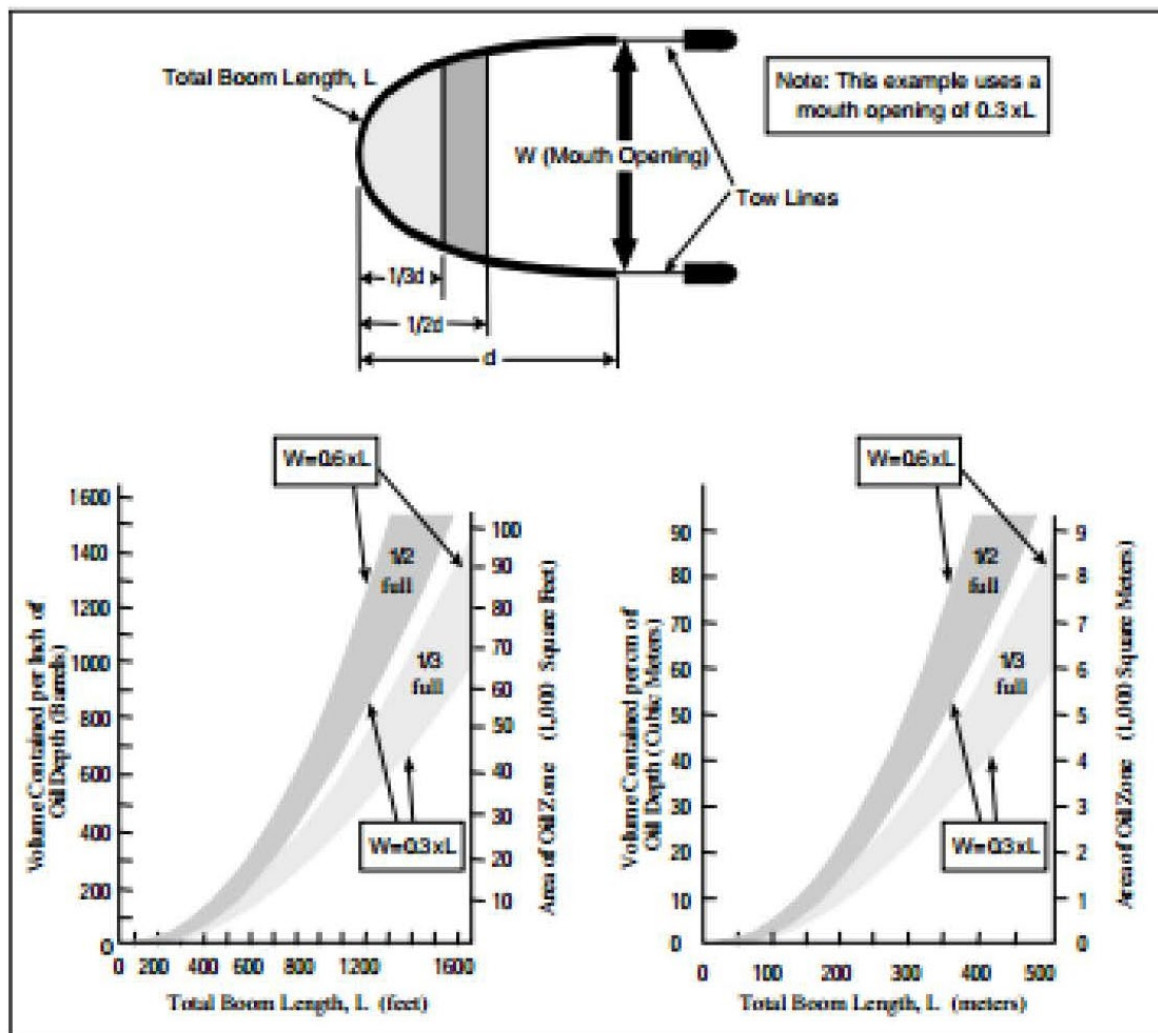 Total Boom Length, L
Note: This example uses a
mouth opening of 0.3 xL
W (Mouth Opening)
Tow Lines
1/3d
1/2d
d
W=0.6xL
1600
1400
1200
1000
800
600
400
200
0
Volume Contained per Inch of
Oil Depth (Barrels)
1/2
full
1/3
full
100
90
80
70
60
50
40
30
20
10
Area of Oil Zone (1,000 Square Feet)
W=0.3xL
0 200 400 600 800 1200 1600
Total Boom Length, L (feet)
W=0.6xL
90
80
70
60
50
40
30
20
10
0
Volume Contained per cm of
Oil Depth (Cubic Meters)
1/2
full
1/3
full
9
8
7
6
5
4
3
2
1
0
Area of Oil Zone (1,000 Square Meters)
W=0.3xL
0 100 200 300 400 500
Total Boom Length, L (meters)